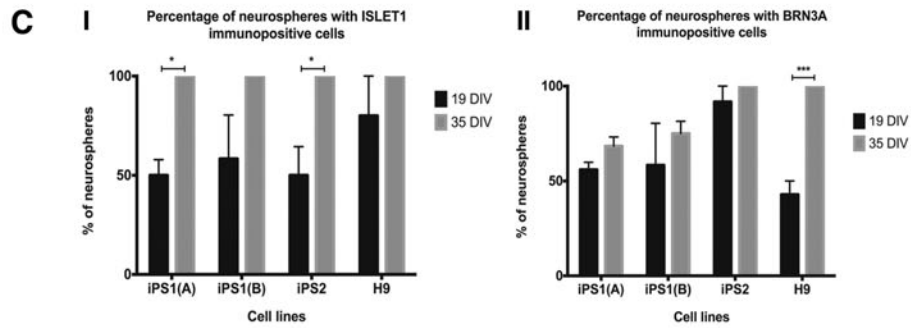 C
I
Percentage of neurospheres with ISLET1
immunopositive cells
% of neurospheres
100
50
0
*
*
iPS1(A) iPS1(B) iPS2 H9
Cell lines
19 DIV
35 DIV
II
Percentage of neurospheres with BRN3A
immunopositive cells
% of neurospheres
100
50
0
***
iPS1(A) iPS1(B) iPS2 H9
Cell lines
19 DIV
35 DIV